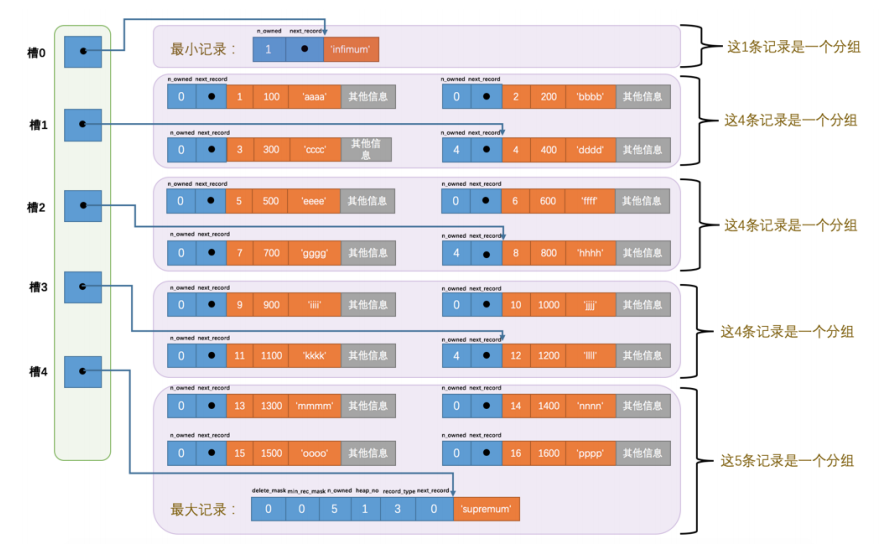 n_owned next_record
槽0
最小记录： 1 'infimum'
这1条记录是一个分组
n_owned next_record n_owned next_record
0 1 100 'aaaa' 其他信息 0 2 200 'bbbb' 其他信息
槽1
这4条记录是一个分组
n_owned next_record n_owned next_record
0 3 300 'cccc' 其他信息 4 4 400 'dddd' 其他信息
n_owned next_record n_owned next_record
0 5 500 'eeee' 其他信息 0 6 600 'ffff' 其他信息
槽2
这4条记录是一个分组
n_owned next_record n_owned next_record
0 7 700 'gggg' 其他信息 4 8 800 'hhhh' 其他信息
槽3
n_owned next_record n_owned next_record
0 9 900 'iiii' 其他信息 0 10 1000 'jjjj' 其他信息
这4条记录是一个分组
n_owned next_record n_owned next_record
0 11 1100 'kkkk' 其他信息 4 12 1200 'llll' 其他信息
槽4
n_owned next_record n_owned next_record
0 13 1300 'mmmm' 其他信息 0 14 1400 'nnnn' 其他信息
n_owned next_record n_owned next_record
0 15 1500 'oooo' 其他信息 0 16 1600 'pppp' 其他信息
这5条记录是一个分组
delete_mask min_rec_mask n_owned heap_no record_type next_record
最大记录： 0 0 5 1 3 0 'supremum'